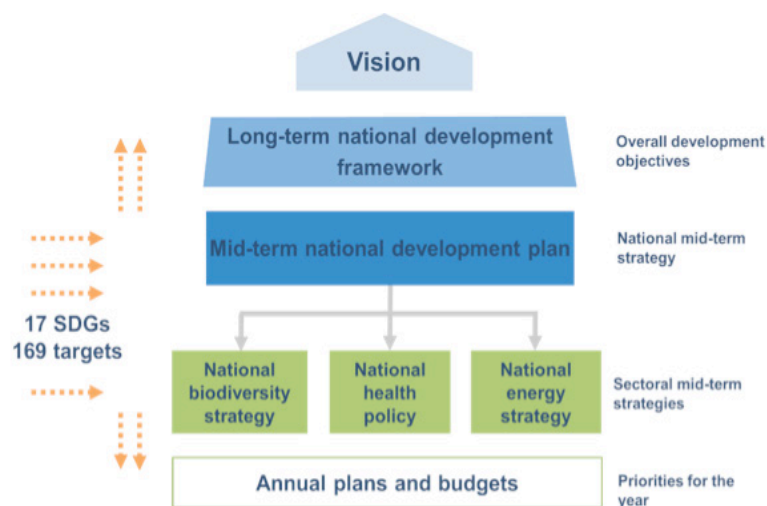 Vision
Long-term national development
framework
Overall development
objectives
Mid-term national development plan
National mid-term
strategy
17 SDGs
169 targets
National
biodiversity
strategy
National
health
policy
National
energy
strategy
Sectoral mid-term
strategies
Annual plans and budgets
Priorities for the
year